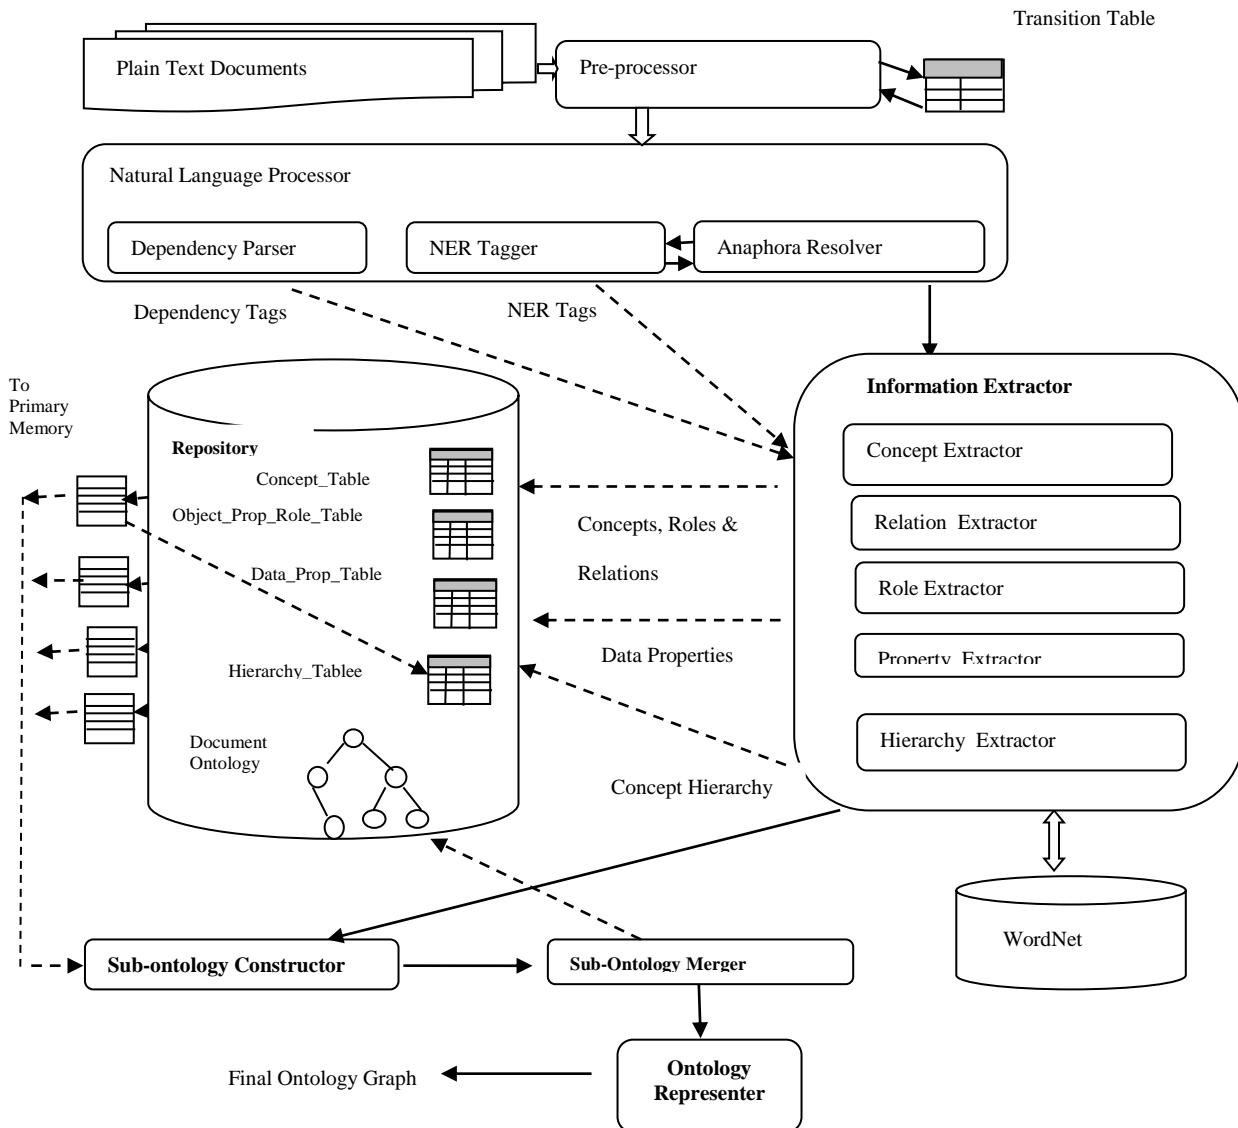 Transition Table
Plain Text Documents
Pre-processor
Natural Language Processor
Dependency Parser
NER Tagger
Anaphora Resolver
Dependency Tags
NER Tags
To
Primary
Memory
Information Extractor
Concept Extractor
Relation Extractor
Role Extractor
Property Extractor
Hierarchy Extractor
Repository
Concept_Table
Object_Prop_Role_Table
Data_Prop_Table
Hierarchy_Tablee
Document
Ontology
Concepts, Roles &
Relations
Data Properties
Concept Hierarchy
WordNet
Sub-ontology Constructor
Sub-Ontology Merger
Ontology
Representer
Final Ontology Graph